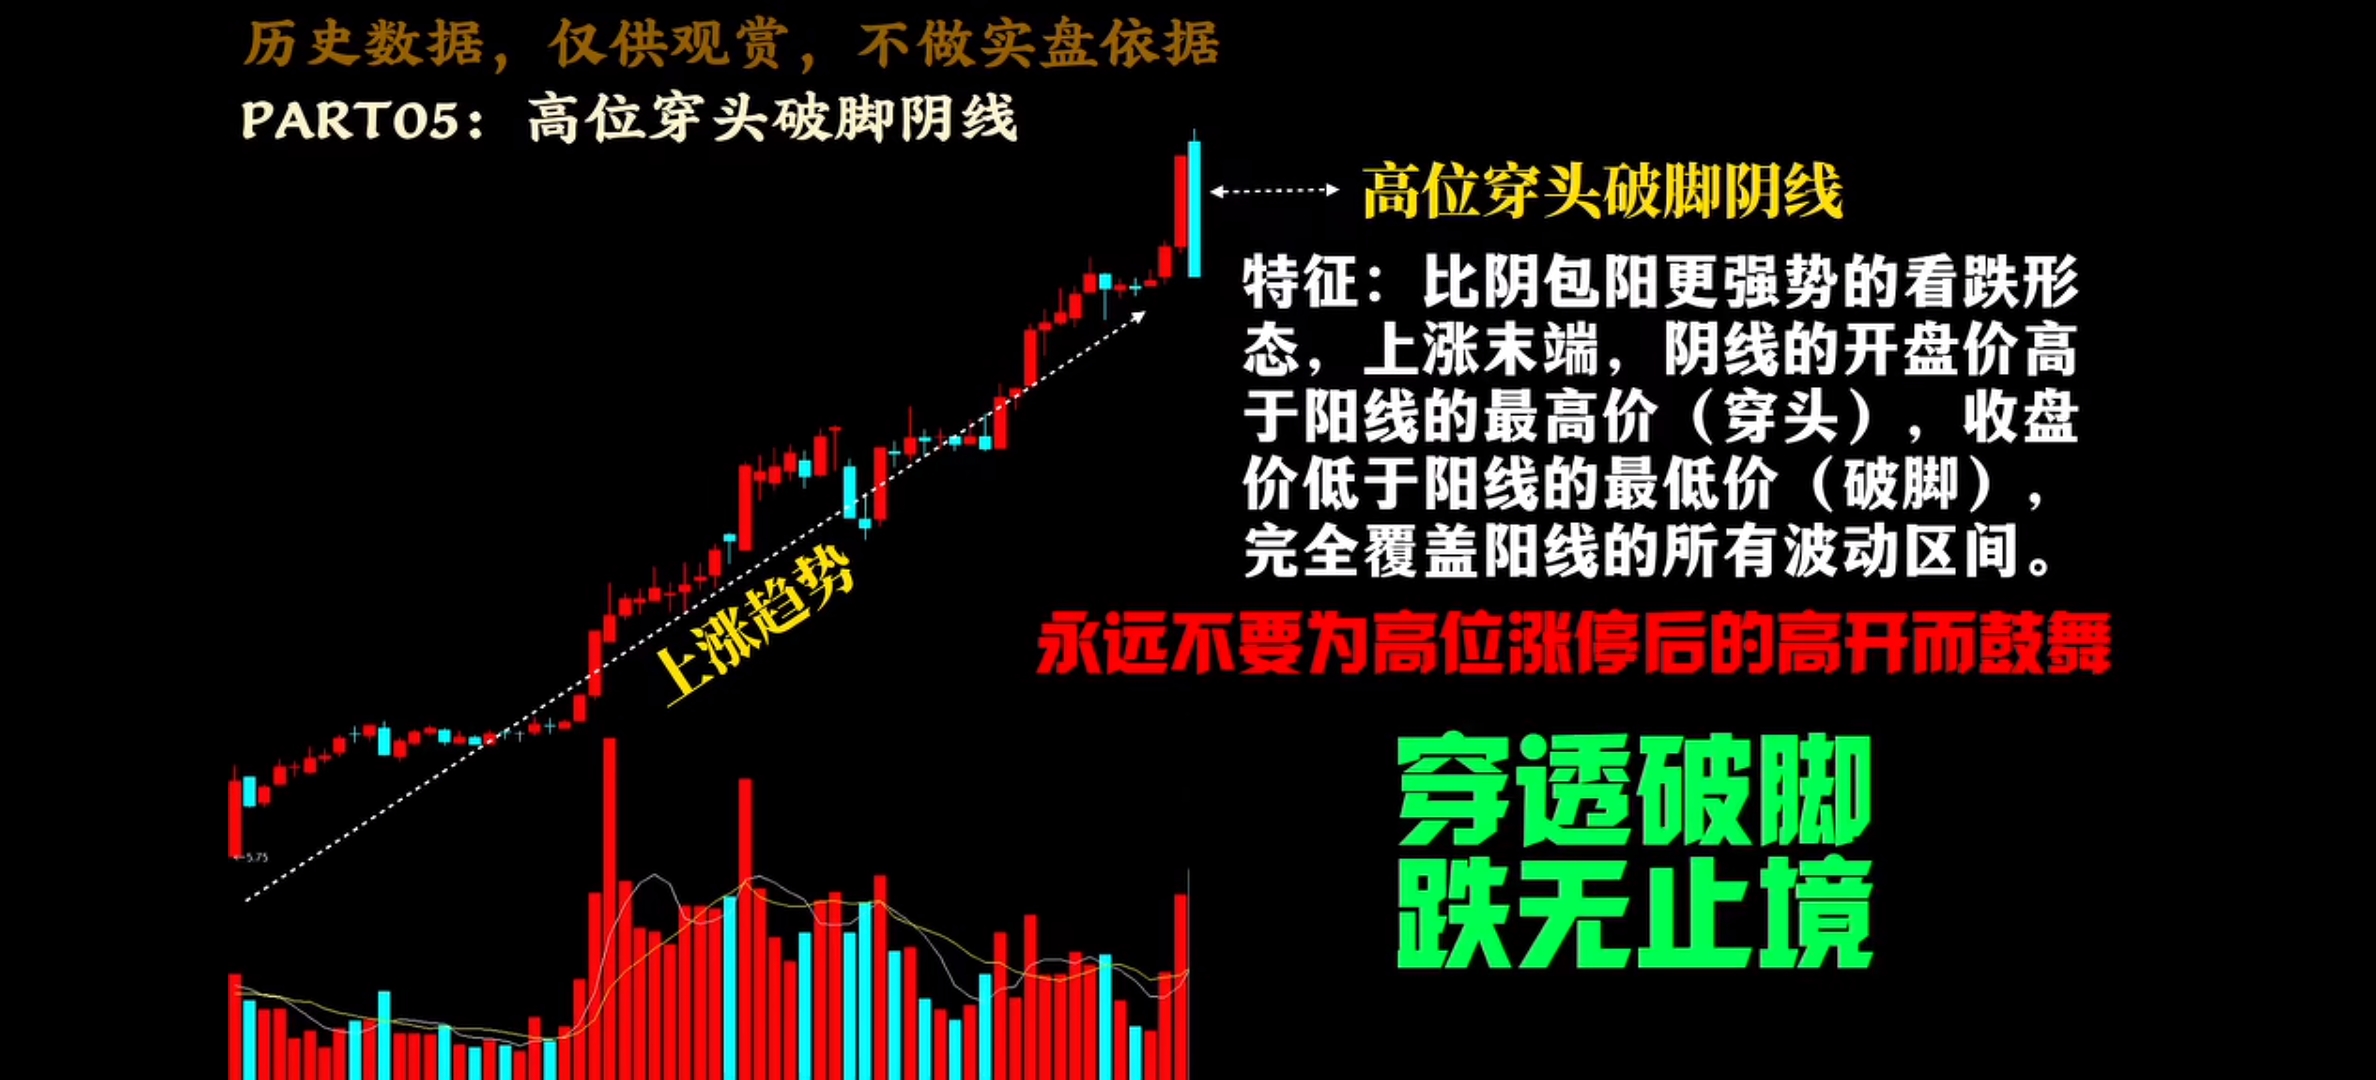 历史数据，仅供观赏，不做实盘依据
PART05：高位穿头破脚阴线
高位穿头破脚阴线
特征：比阴包阳更强势的看跌形
态，上涨末端，阴线的开盘价高
于阳线的最高价（穿头），收盘
价低于阳线的最低价（破脚），
完全覆盖阳线的所有波动区间。
永远不要为高位涨停后的高开而鼓舞
上涨趋势
穿透破脚
跌无止境
5.75